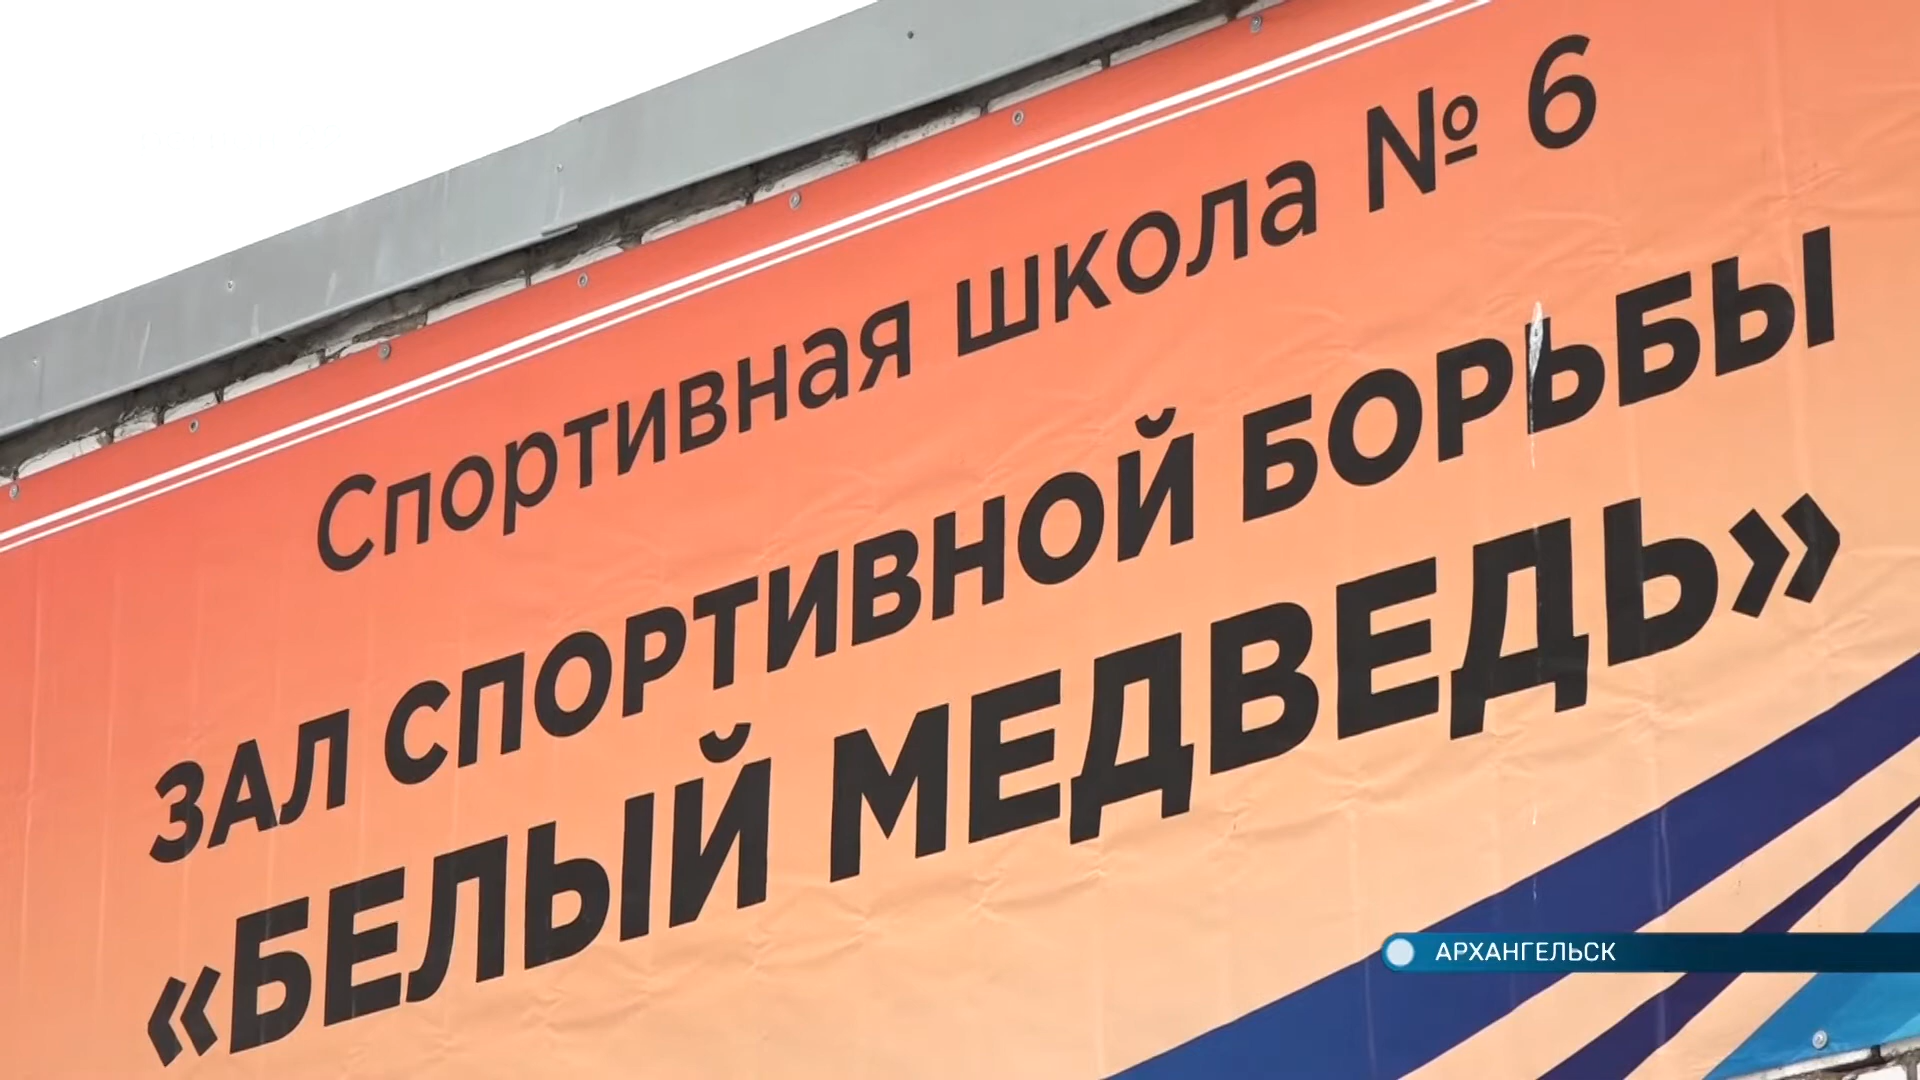 Спортивная школа № 6
ЗАЛ СПОРТИВНОЙ БОРЬБЫ
«БЕЛЫЙ МЕДВЕДЬ»
АРХАНГЕЛЬСК